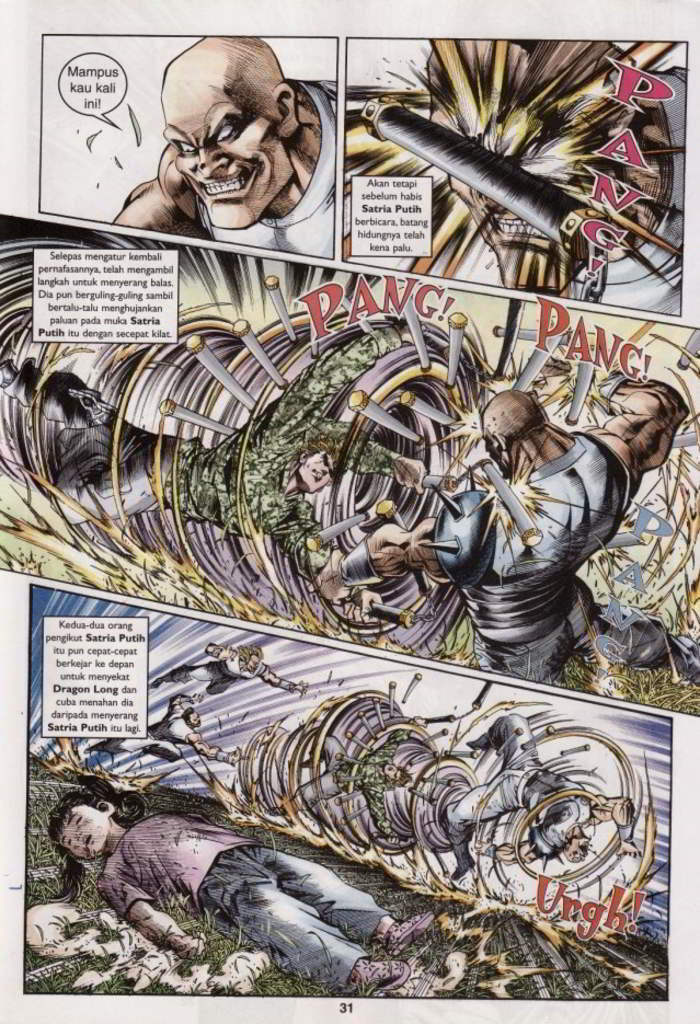 Mampus
kau kali
ini!
PANG!
Akan tetapi
sebelum habis
Satria Putih
berbicara, batang
hidungnya telah
kena palu.
Selepas mengatur kembali
pernafasannya, telah mengambil
langkah untuk menyerang balas.
Dia pun berguling-guling sambil
bertalu-talu menghujankan
paluan pada muka Satria
Putih itu dengan secepat kilat.
PANG!
PANG!
PANG!
Kedua-dua orang
pengikut Satria Putih
itu pun cepat-cepat
berkejar ke depan
untuk menyekat
Dragon Long dan
cuba menahan dia
daripada menyerang
Satria Putih itu lagi.
Urgh!
31